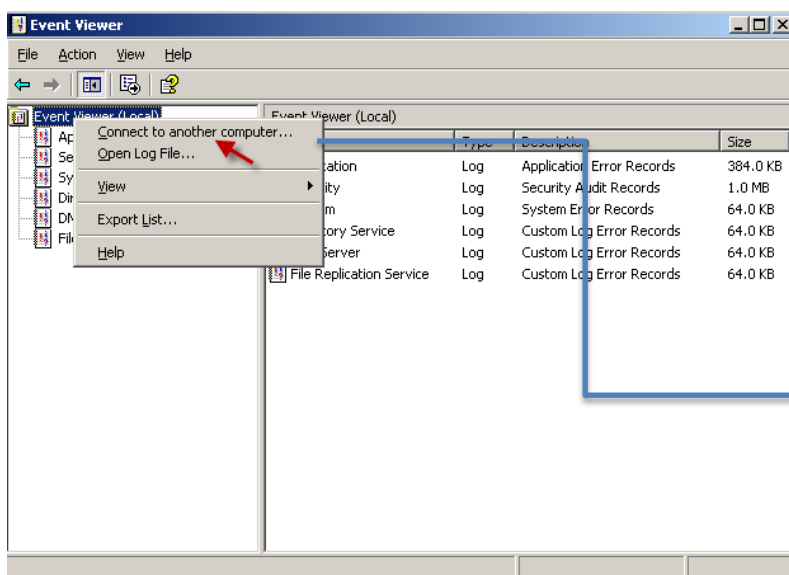 Event Viewer
File Action View Help
Event Viewer (Local) Event Viewer (Local)
Connect to another computer...
Open Log File...
View
Export List...
Help
Type Description Size
Log Application Error Records 384.0 KB
Log Security Audit Records 1.0 MB
Log System Error Records 64.0 KB
Log Custom Log Error Records 64.0 KB
Server Log Custom Log Error Records 64.0 KB
File Replication Service Log Custom Log Error Records 64.0 KB